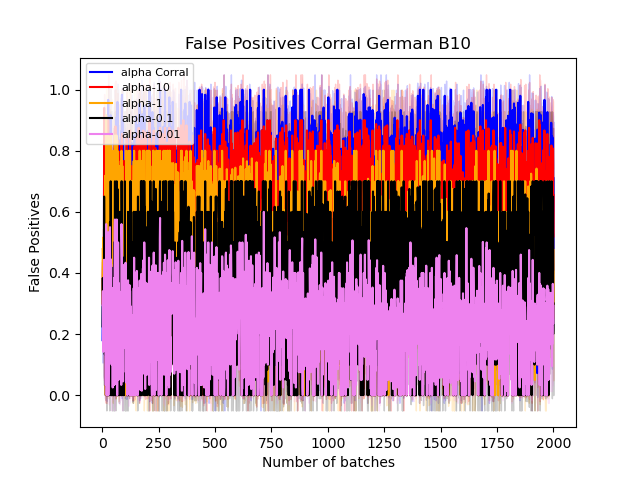 False Positives Corral German B10
alpha Corral
alpha-10
alpha-1
alpha-0.1
alpha-0.01
1.0
0.8
0.6
0.4
0.2
0.0
False Positives
0 250 500 750 1000 1250 1500 1750 2000
Number of batches